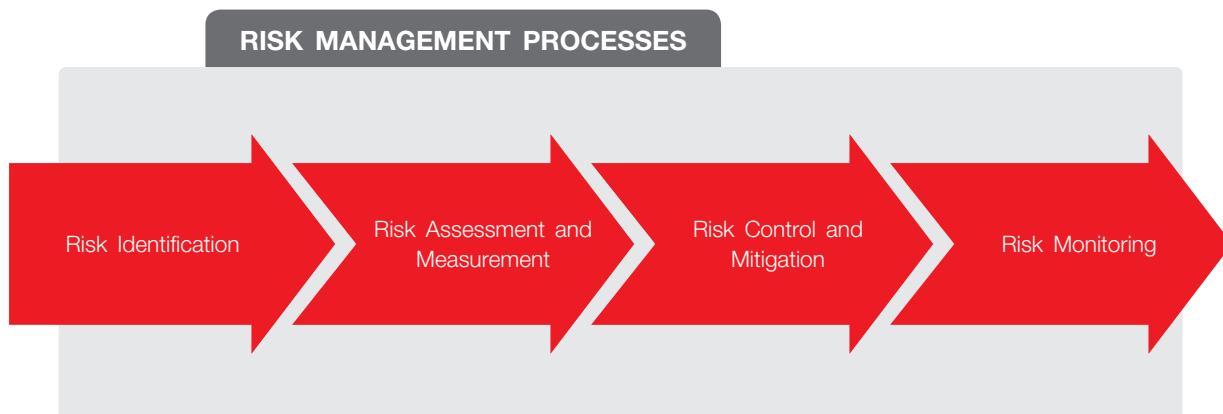 RISK MANAGEMENT PROCESSES
Risk Identification
Risk Assessment and
Measurement
Risk Control and
Mitigation
Risk Monitoring